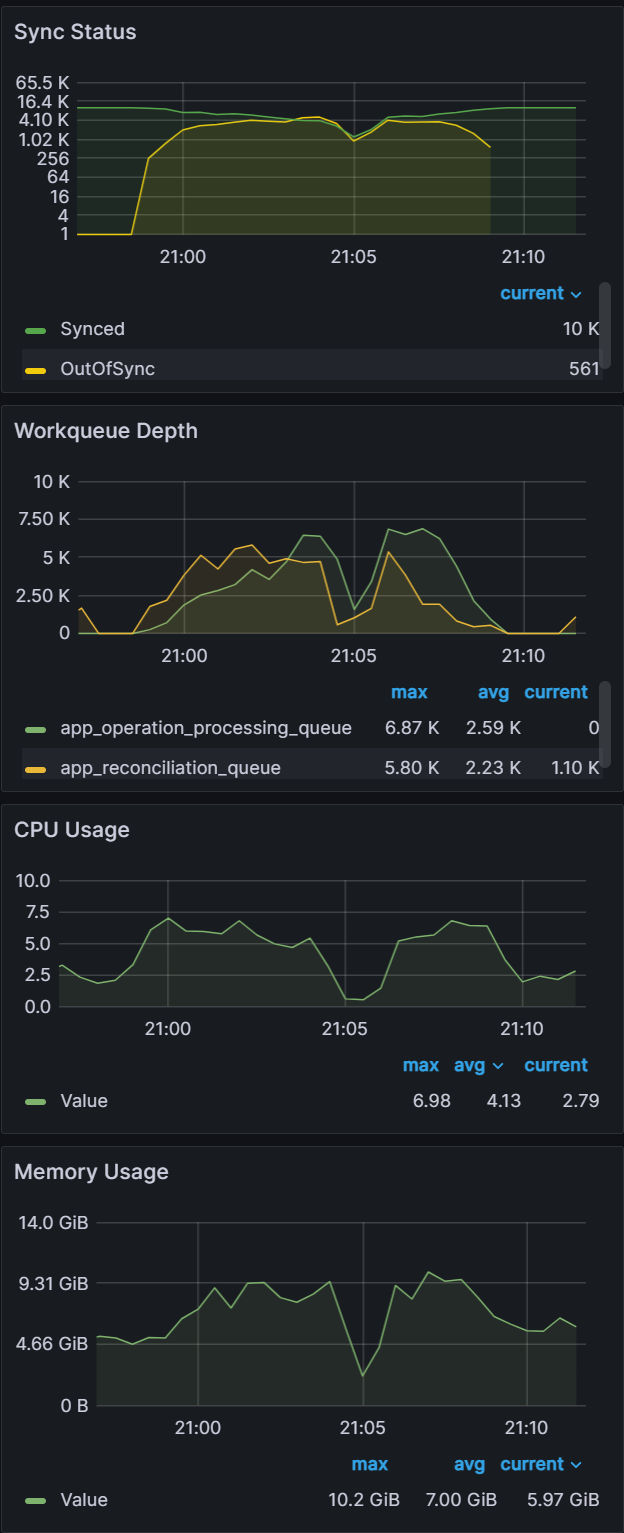 Sync Status
65.5 K
16.4 K
4.10 K
1.02 K
256
64
16
4
1
21:00 21:05 21:10
current
Synced 10 K
OutOfSync 561
Workqueue Depth
10 K
7.50 K
5 K
2.50 K
0
21:00 21:05 21:10
max avg current
app_operation_processing_queue 6.87 K 2.59 K 0
app_reconciliation_queue 5.80 K 2.23 K 1.10 K
CPU Usage
10.0
7.5
5.0
2.5
0.0
21:00 21:05 21:10
max avg current
Value 6.98 4.13 2.79
Memory Usage
14.0 GiB
9.31 GiB
4.66 GiB
0 B
21:00 21:05 21:10
max avg current
Value 10.2 GiB 7.00 GiB 5.97 GiB